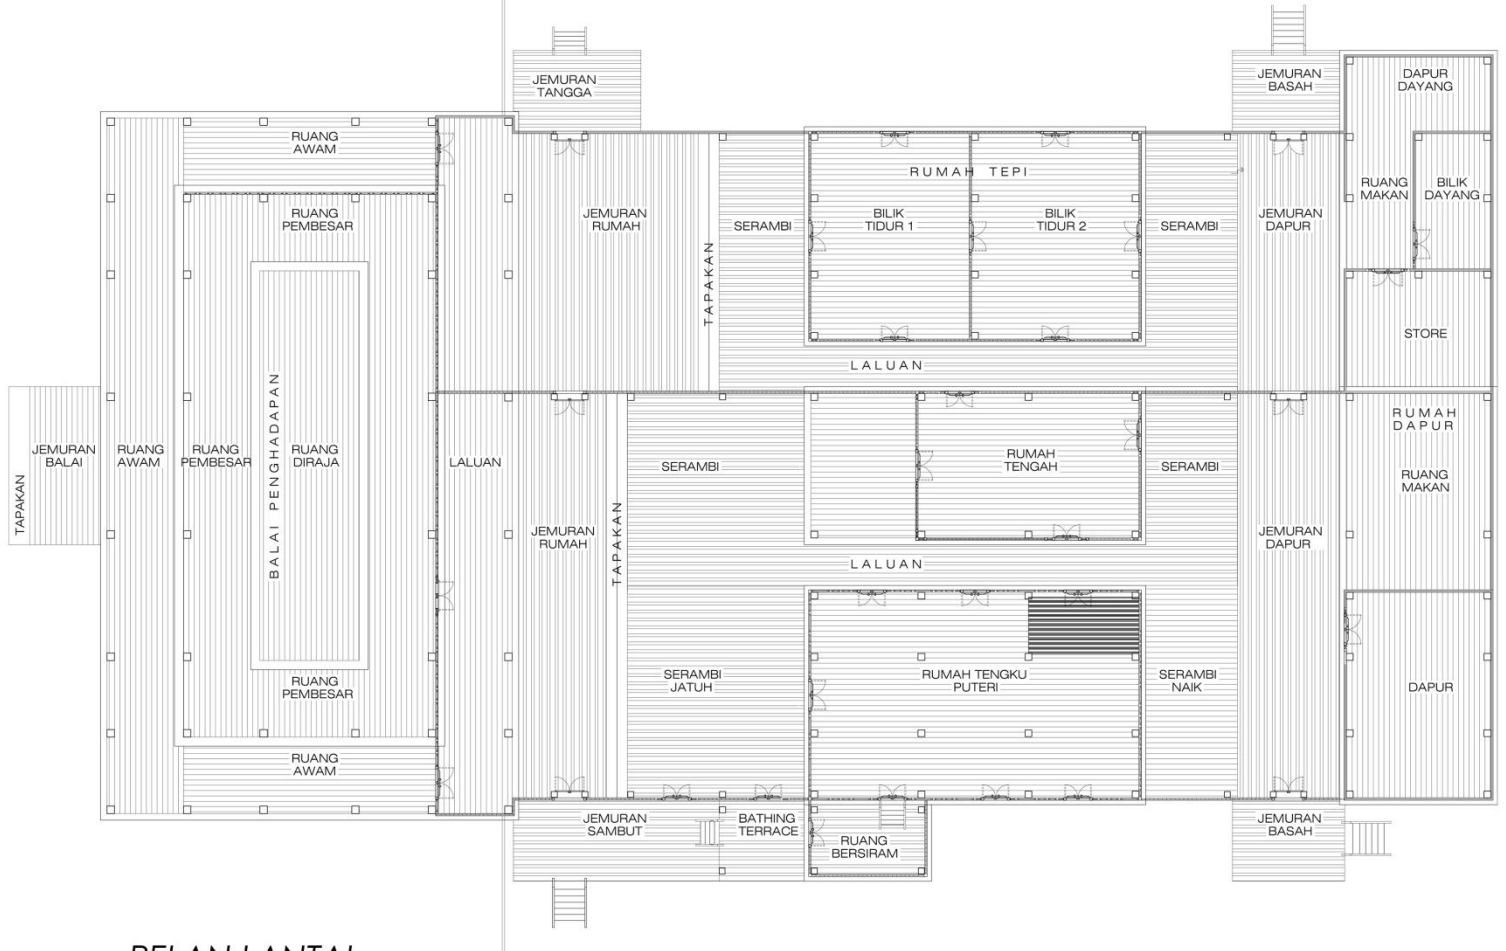 JEMURAN
TANGGA
JEMURAN
BASAH
DAPUR
DAYANG
RUANG
AWAM
RUMAH TEPI
RUANG
MAKAN
BILIK
DAYANG
RUANG
PEMBESAR
JEMURAN
RUMAH
SERAMBI
BILIK
TIDUR 1
BILIK
TIDUR 2
SERAMBI
JEMURAN
DAPUR
TAPAKAN
STORE
LALUAN
BALAI PENGHADAPAN
RUMAH
DAPUR
JEMURAN
BALAI
RUANG
AWAM
RUANG
PEMBESAR
RUANG
DIRAJA
LALUAN
SERAMBI
RUMAH
TENGAH
SERAMBI
RUANG
MAKAN
TAPAKAN
JEMURAN
RUMAH
TAPAKAN
JEMURAN
DAPUR
LALUAN
RUANG
PEMBESAR
SERAMBI
JATUH
RUMAH TENGKU
PUTERI
SERAMBI
NAIK
DAPUR
RUANG
AWAM
JEMURAN
SAMBUT
BATHING
TERRACE
RUANG
BERSIRAM
JEMURAN
BASAH
PELAN LANTAI